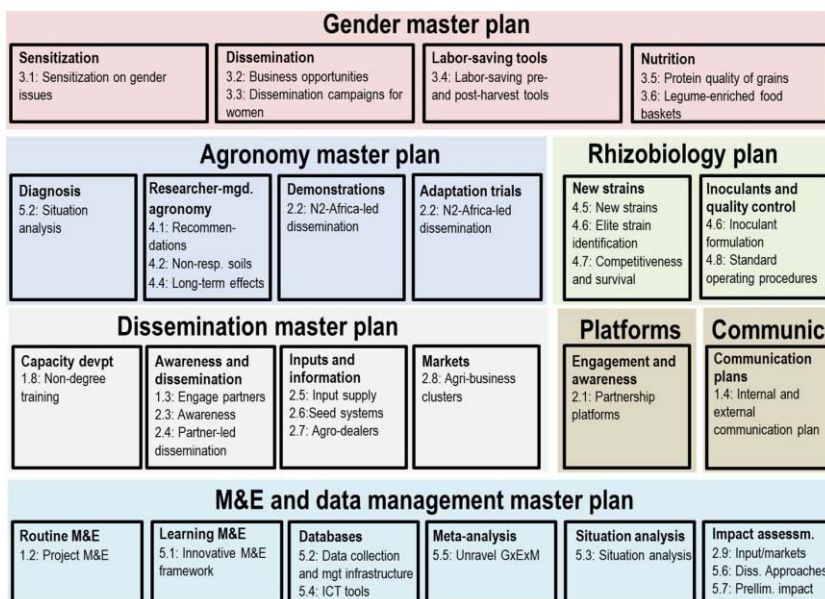 Gender master plan
Sensitization
3.1: Sensitization on gender
issues
Dissemination
3.2: Business opportunities
3.3: Dissemination campaigns for
women
Labor-saving tools
3.4: Labor-saving pre-
and post-harvest tools
Nutrition
3.5: Protein quality of grains
3.6: Legume-enriched food
baskets
Agronomy master plan
Diagnosis
5.2: Situation
analysis
Researcher-mgd.
agronomy
4.1: Recommen-
dations
4.2: Non-resp. soils
4.4: Long-term effects
Demonstrations
2.2: N2-Africa-led
dissemination
Adaptation trials
2.2: N2-Africa-led
dissemination
Rhizobiology plan
New strains
4.5: New strains
4.6: Elite strain
identification
4.7: Competitiveness
and survival
Inoculants and
quality control
4.6: Inoculant
formulation
4.8: Standard
operating procedures
Dissemination master plan
Capacity devpt
1.8: Non-degree
training
Awareness and
dissemination
1.3: Engage partners
2.3: Awareness
2.4: Partner-led
dissemination
Inputs and
information
2.5: Input supply
2.6:Seed systems
2.7: Agro-dealers
Markets
2.8: Agri-business
clusters
Platforms
Engagement and
awareness
2.1: Partnership
platforms
Communic
Communication
plans
1.4: Internal and
external
communication plan
M&E and data management master plan
Routine M&E
1.2: Project M&E
Learning M&E
5.1: Innovative M&E
framework
Databases
5.2: Data collection
and mgt infrastructure
5.4: ICT tools
Meta-analysis
5.5: Unravel GxExM
Situation analysis
5.3: Situation analysis
Impact assessm.
2.9: Input/markets
5.6: Diss. Approaches
5.7: Prellim. impact